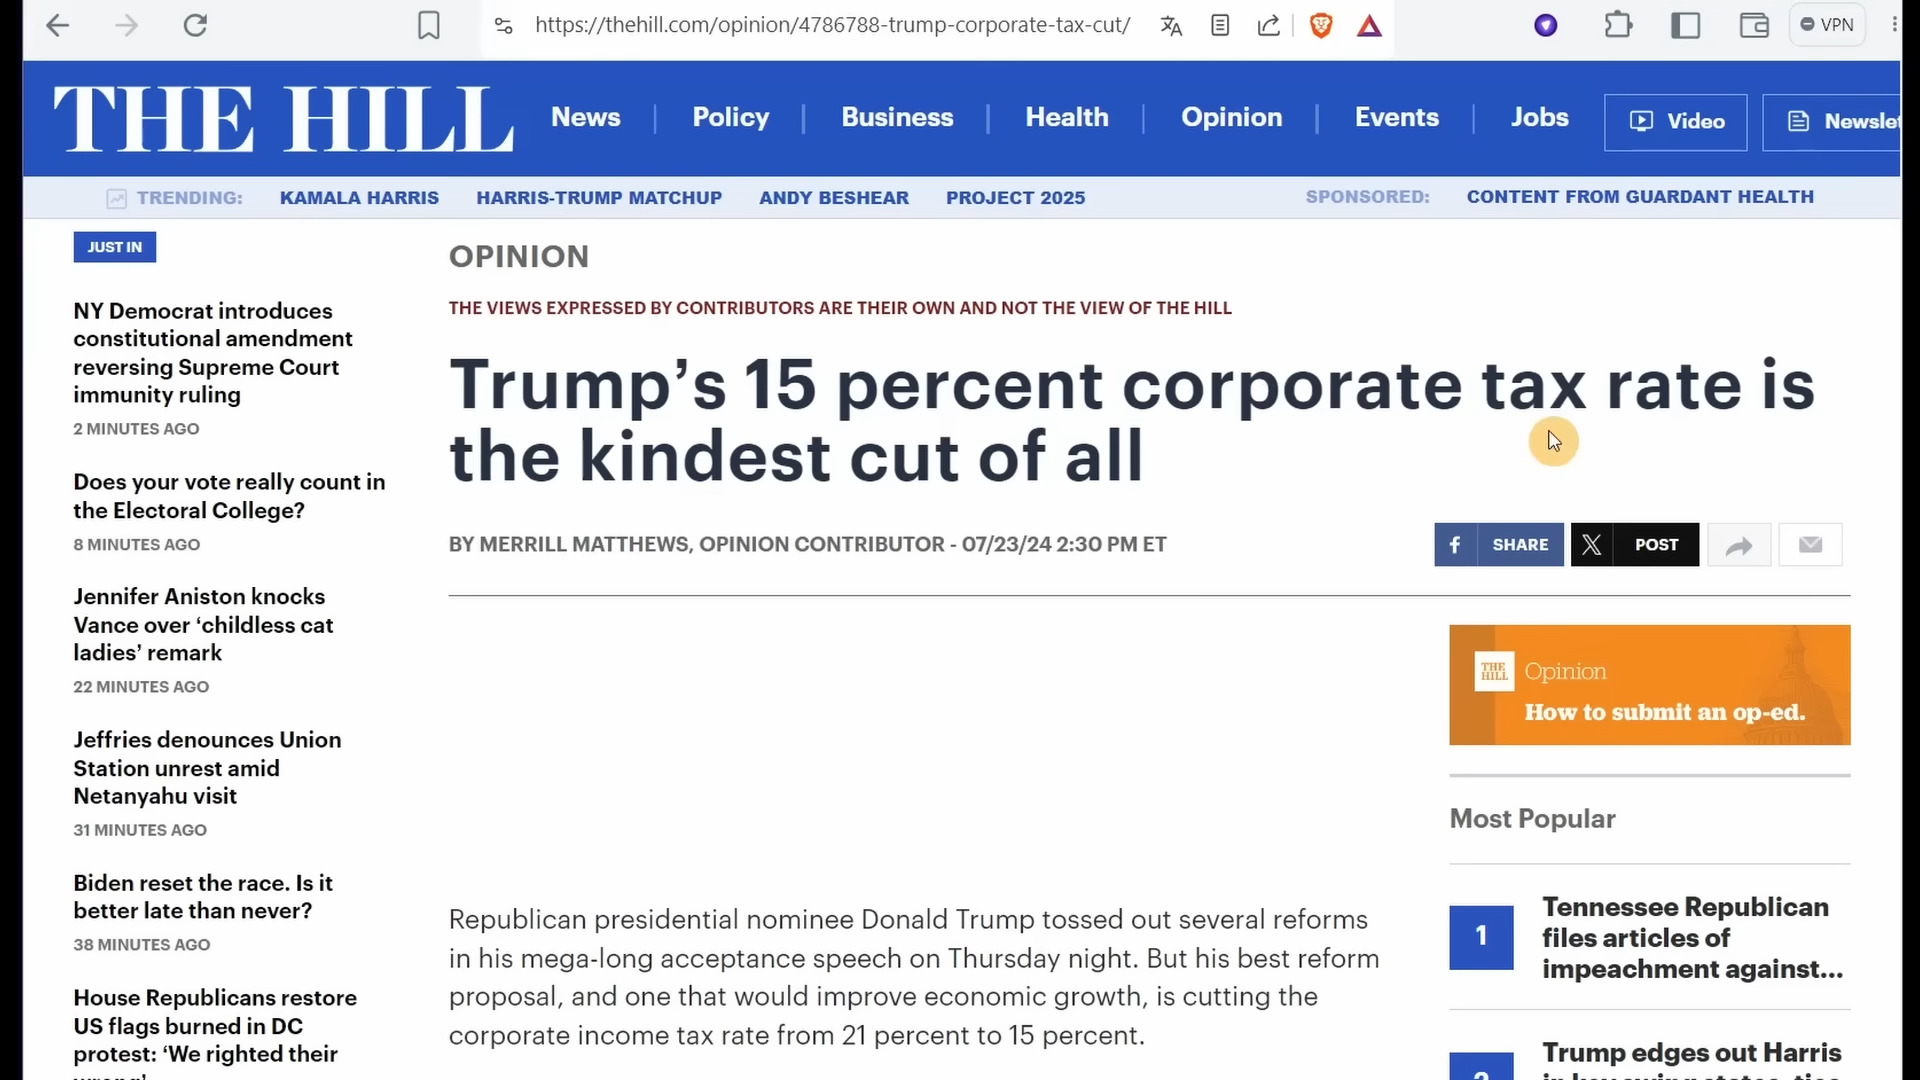 https://thehill.com/opinion/4786788-trump-corporate-tax-cut/
VPN
THE HILL
News
Policy
Business
Health
Opinion
Events
Jobs
Video
TRENDING:
KAMALA HARRIS
HARRIS-TRUMP MATCHUP
ANDY BESHEAR
PROJECT 2025
SPONSORED:
CONTENT FROM GUARDANT HEALTH
JUST IN
NY Democrat introduces
constitutional amendment
reversing Supreme Court
immunity ruling
2 MINUTES AGO
Does your vote really count in
the Electoral College?
8 MINUTES AGO
Jennifer Aniston knocks
Vance over ‘childless cat
ladies’ remark
22 MINUTES AGO
Jeffries denounces Union
Station unrest amid
Netanyahu visit
31 MINUTES AGO
Biden reset the race. Is it
better late than never?
38 MINUTES AGO
House Republicans restore
US flags burned in DC
protest: ‘We righted their
OPINION
THE VIEWS EXPRESSED BY CONTRIBUTORS ARE THEIR OWN AND NOT THE VIEW OF THE HILL
Trump’s 15 percent corporate tax rate is
the kindest cut of all
BY MERRILL MATTHEWS, OPINION CONTRIBUTOR - 07/23/24 2:30 PM ET
SHARE
POST
Republican presidential nominee Donald Trump tossed out several reforms
in his mega-long acceptance speech on Thursday night. But his best reform
proposal, and one that would improve economic growth, is cutting the
corporate income tax rate from 21 percent to 15 percent.
THE
HILL
Opinion
How to submit an op-ed.
Most Popular
1
Tennessee Republican
files articles of
impeachment against...
Trump edges out Harris